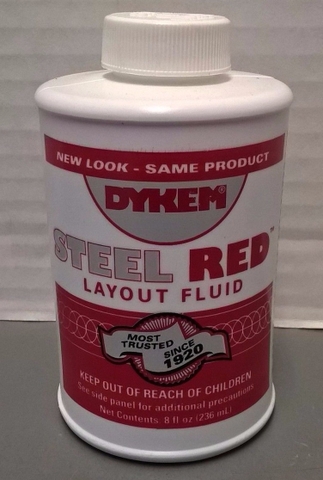 NEW LOOK - SAME PRODUCT
DYKEM®
STEEL RED™
LAYOUT FLUID
MOST
TRUSTED
SINCE
1920
KEEP OUT OF REACH OF CHILDREN
See side panel for additional precautions
Net Contents: 8 fl oz (236 mL)